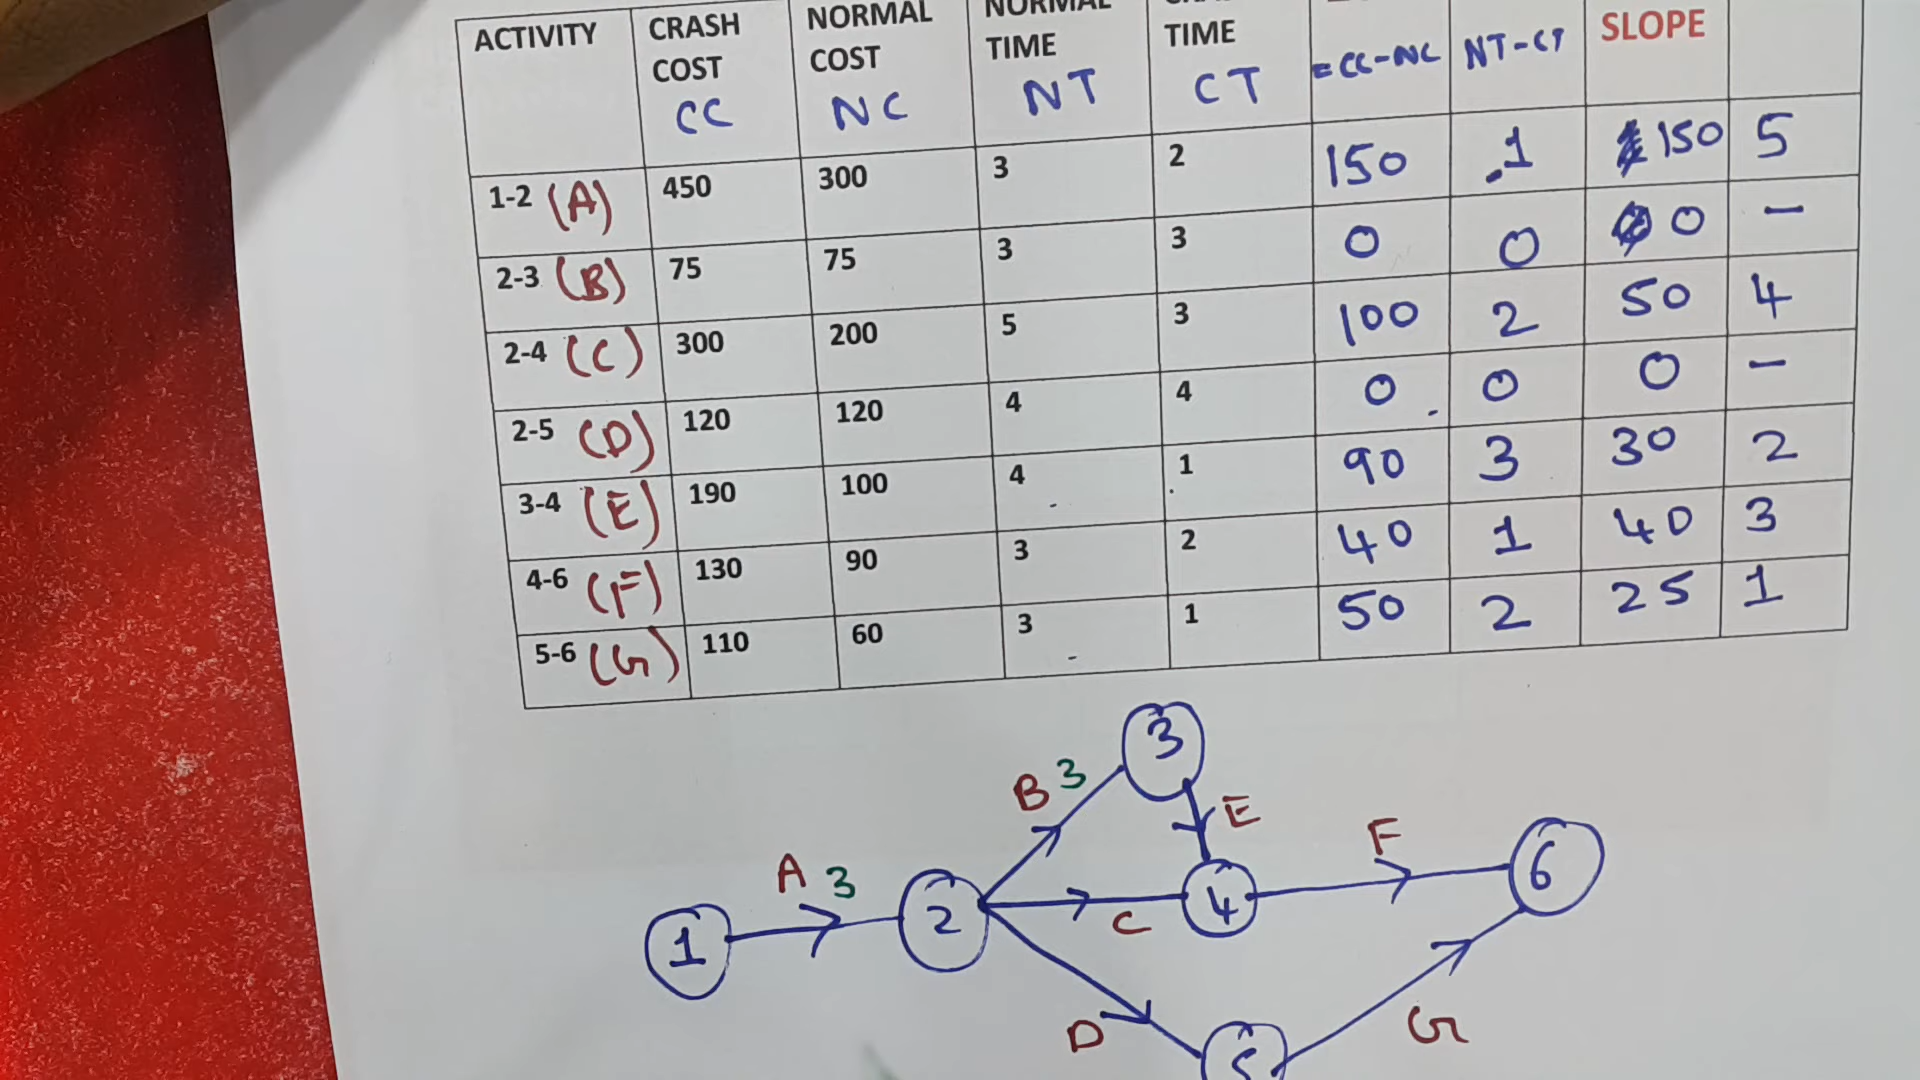 ACTIVITY CRASH COST CC NORMAL COST NC NORMAL TIME NT TIME CT =CC-NC NT-CT SLOPE
1-2 (A) 450 300 3 2 150 1 150 5
2-3 (B) 75 75 3 3 0 0 0 -
2-4 (C) 300 200 5 3 100 2 50 4
2-5 (D) 120 120 4 4 0 0 0 -
3-4 (E) 190 100 4 1 90 3 30 2
4-6 (F) 130 90 3 2 40 1 40 3
5-6 (G) 110 60 3 1 50 2 25 1
3
B 3
E
F
A 3
6
1
2
C
4
D
G
5